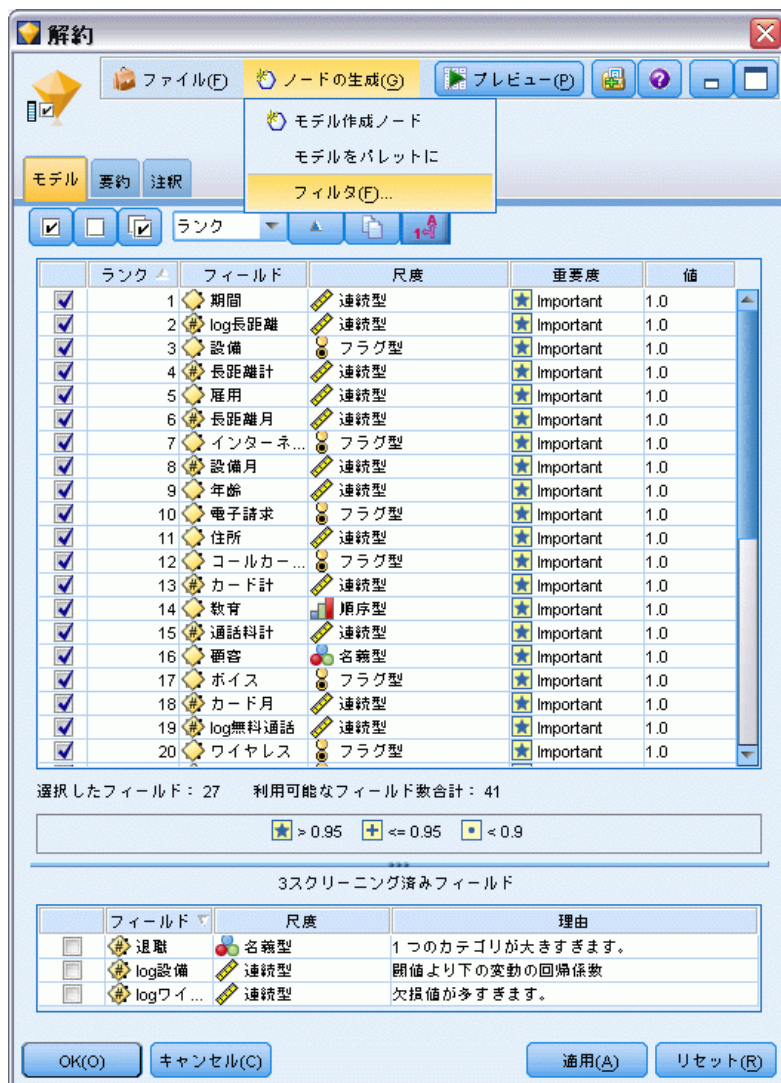 解約
ファイル(F) ノードの生成(G) プレビュー(P)
モデル作成ノード
モデルをパレットに
フィルタ(F)...
モデル 要約 注釈
ランク
ランク フィールド 尺度 重要度 値
1 期間 連続型 Important 1.0
2 log長距離 連続型 Important 1.0
3 設備 フラグ型 Important 1.0
4 長距離計 連続型 Important 1.0
5 雇用 連続型 Important 1.0
6 長距離月 連続型 Important 1.0
7 インターネ... フラグ型 Important 1.0
8 設備月 連続型 Important 1.0
9 年齢 連続型 Important 1.0
10 電子請求 フラグ型 Important 1.0
11 住所 連続型 Important 1.0
12 コールカー... フラグ型 Important 1.0
13 カード計 連続型 Important 1.0
14 教育 順序型 Important 1.0
15 通話料計 連続型 Important 1.0
16 顧客 名義型 Important 1.0
17 ボイス フラグ型 Important 1.0
18 カード月 連続型 Important 1.0
19 log無料通話 連続型 Important 1.0
20 ワイヤレス フラグ型 Important 1.0
選択したフィールド： 27 利用可能なフィールド数合計： 41
> 0.95 <= 0.95 < 0.9
3スクリーニング済みフィールド
フィールド 尺度 理由
退職 名義型 1 つのカテゴリが大きすぎます。
log設備 連続型 閾値より下の変動の回帰係数
logワイ... 連続型 欠損値が多すぎます。
OK(O) キャンセル(C) 適用(A) リセット(R)